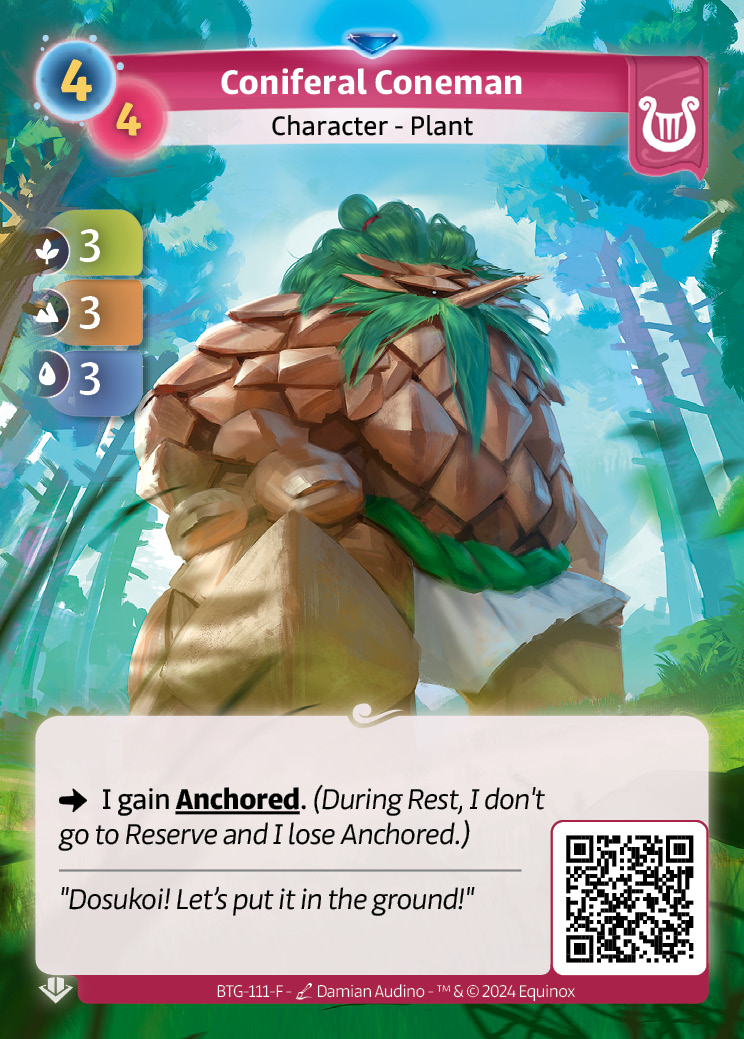 4
Coniferal Coneman
4
Character - Plant
3
3
3
I gain Anchored. (During Rest, I don't
go to Reserve and I lose Anchored.)
"Dosukoi! Let's put it in the ground!"
BTG-111-F - Damian Audino - ™ & © 2024 Equinox